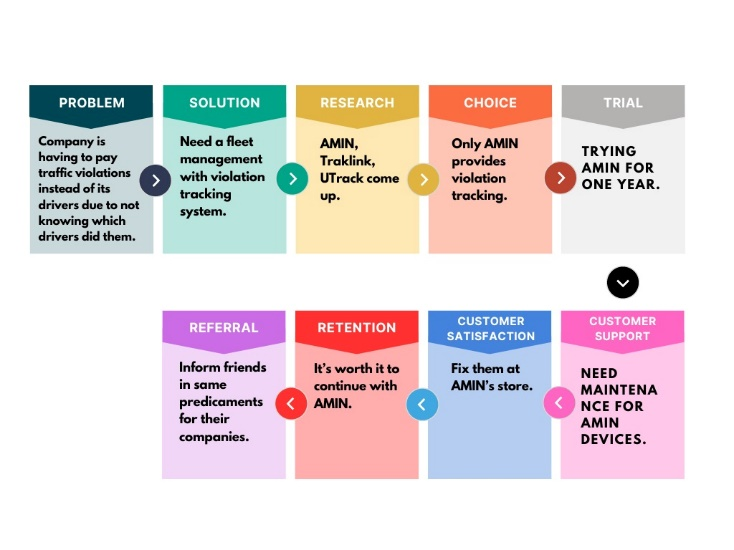 PROBLEM
Company is
having to pay
traffic violations
instead of its
drivers due to not
knowing which
drivers did them.
SOLUTION
Need a fleet
management
with violation
tracking
system.
RESEARCH
AMIN,
Traklink,
UTrack come
up.
CHOICE
Only AMIN
provides
violation
tracking.
TRIAL
TRYING
AMIN FOR
ONE YEAR.
CUSTOMER
SUPPORT
NEED
MAINTENA
NCE FOR
AMIN
DEVICES.
CUSTOMER
SATISFACTION
Fix them at
AMIN's store.
RETENTION
It's worth it to
continue with
AMIN.
REFERRAL
Inform friends
in same
predicaments
for their
companies.